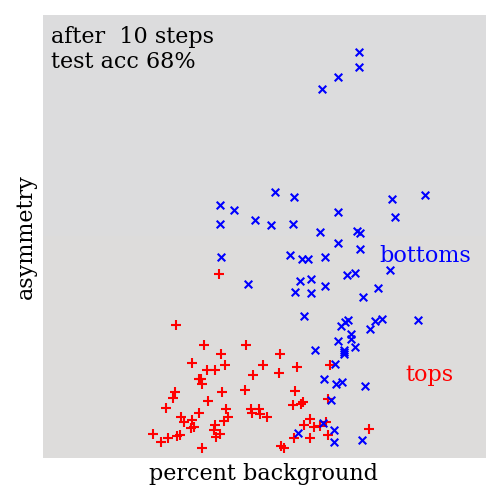 after  10 steps
test acc 68%
asymmetry
bottoms
tops
percent background